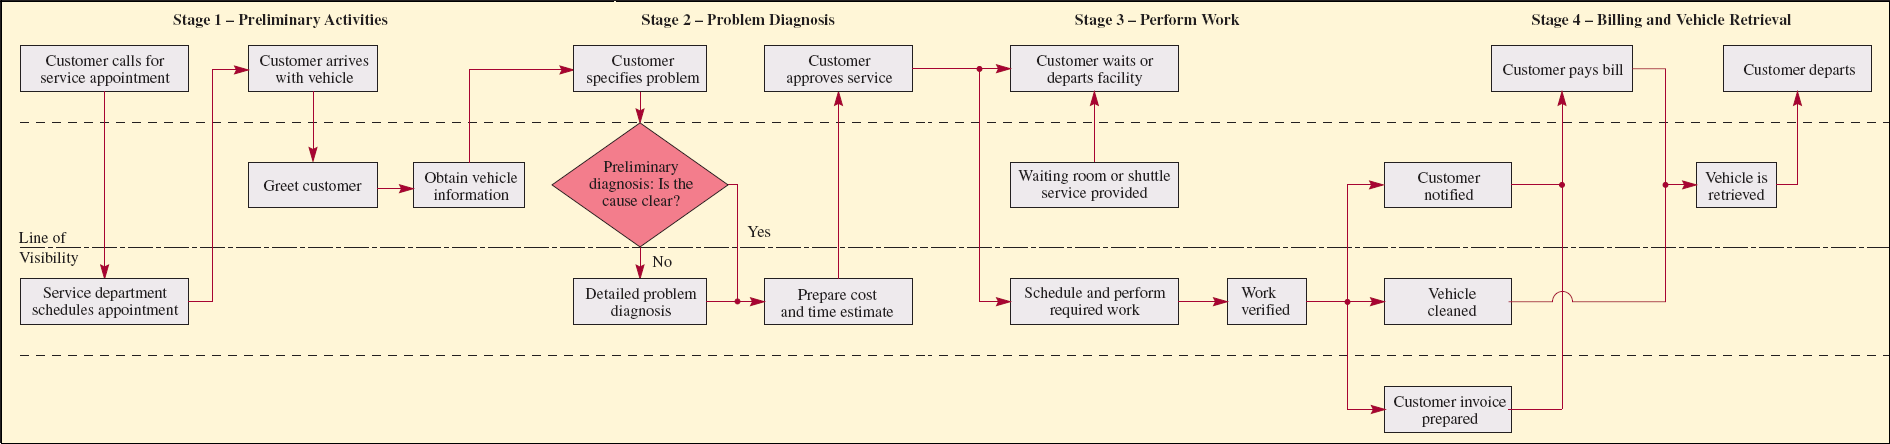 Stage 1 – Preliminary Activities
Stage 2 – Problem Diagnosis
Stage 3 – Perform Work
Stage 4 – Billing and Vehicle Retrieval
Customer calls for
service appointment
Customer arrives
with vehicle
Customer
specifies problem
Customer
approves service
Customer waits or
departs facility
Customer pays bill
Customer departs
Greet customer
Obtain vehicle
information
Preliminary
diagnosis: Is the
cause clear?
Waiting room or shuttle
service provided
Customer
notified
Vehicle is
retrieved
Yes
Line of
Visibility
No
Service department
schedules appointment
Detailed problem
diagnosis
Prepare cost
and time estimate
Schedule and perform
required work
Work
verified
Vehicle
cleaned
Customer invoice
prepared